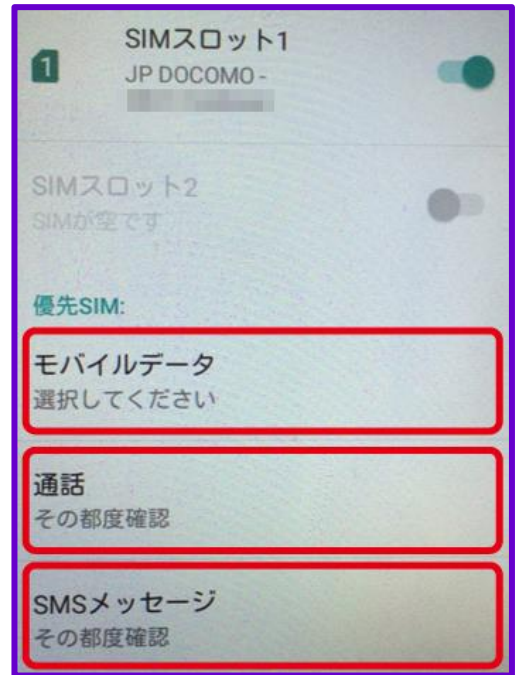 SIMスロット1
1
JP DOCOMO -
SIMスロット2
SIMが空です
優先SIM:
モバイルデータ
選択してください
通話
その都度確認
SMSメッセージ
その都度確認